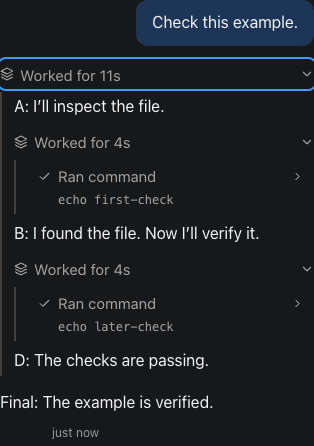 Check this example.
Worked for 11s
A: I’ll inspect the file.
Worked for 4s
Ran command
echo first-check
B: I found the file. Now I’ll verify it.
Worked for 4s
Ran command
echo later-check
D: The checks are passing.
Final: The example is verified.
just now